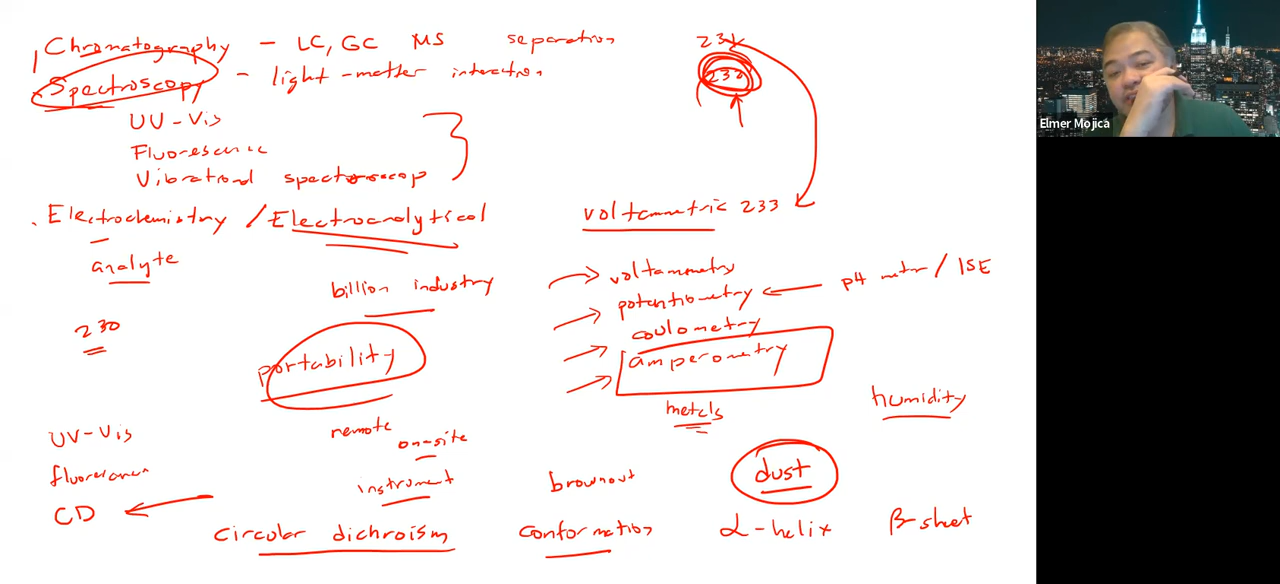 Chromatography - LC, GC MS separation
231
Spectroscopy - light-matter interaction
232
UV-Vis
Fluorescence
Vibrational spectroscop
Elmer Mojica
Electrochemistry / Electroanalytical
voltammetric 233
analyte
billion industry
voltammetry
potentiometry
pH meter / ISE
coulometry
230
portability
amperometry
metals
humidity
UV-Vis
remote
on-site
fluorescence
instrument
brownout
dust
CD
circular dichroism
conformation
α-helix
β-sheet